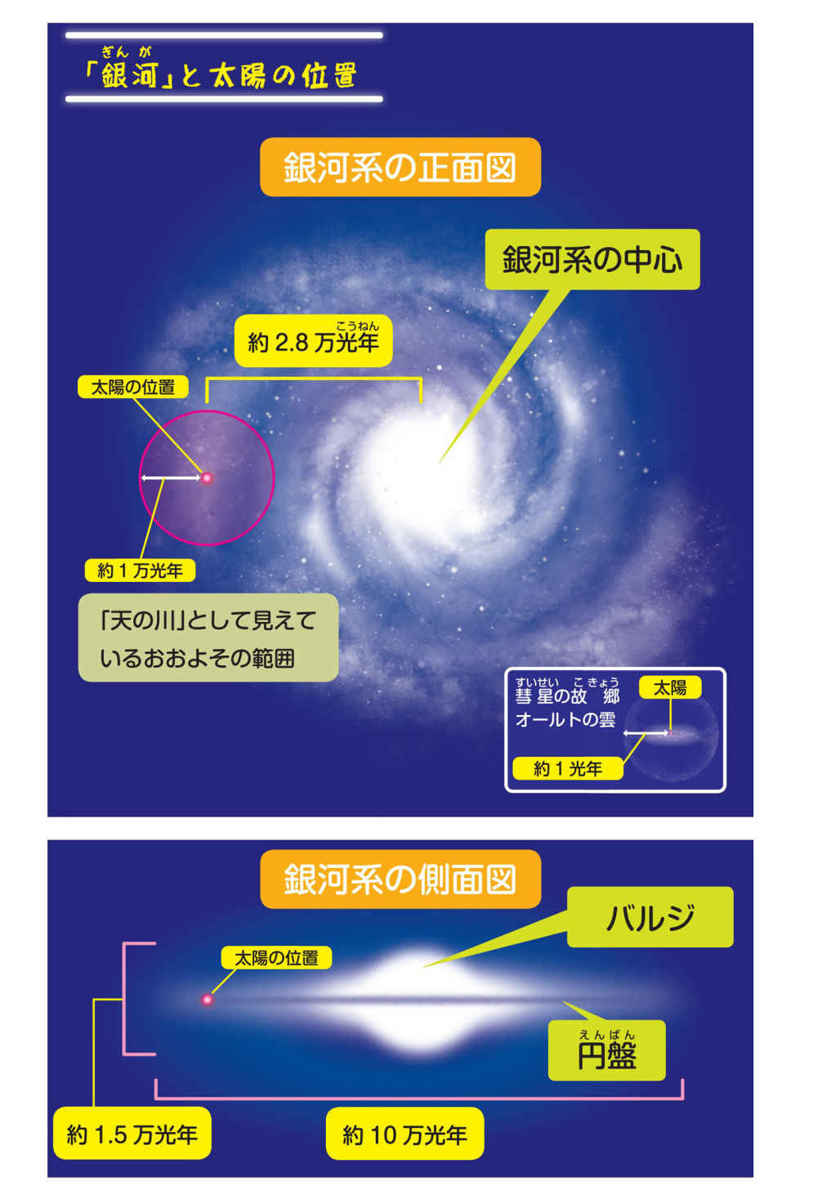 「銀河」と太陽の位置
ぎんが
銀河系の正面図
銀河系の中心
こうねん
約2.8万光年
太陽の位置
約1万光年
「天の川」として見えて
いるおおよその範囲
すいせい こきょう
彗星の故郷
オールトの雲
太陽
約1光年
銀河系の側面図
バルジ
太陽の位置
えんばん
円盤
約1.5万光年
約10万光年